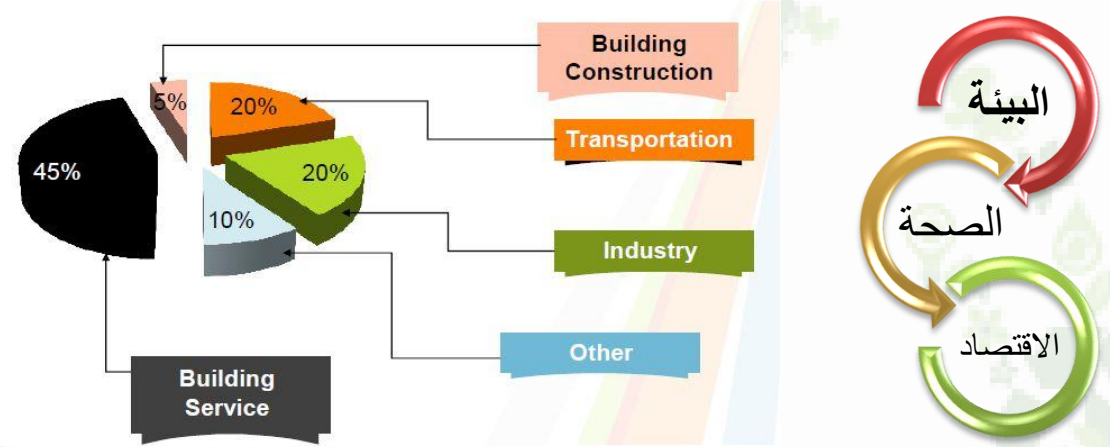 Building
Construction
5%
20%
Transportation
45%
20%
10%
Industry
Other
Building
Service
البيئة
الصحة
الاقتصاد